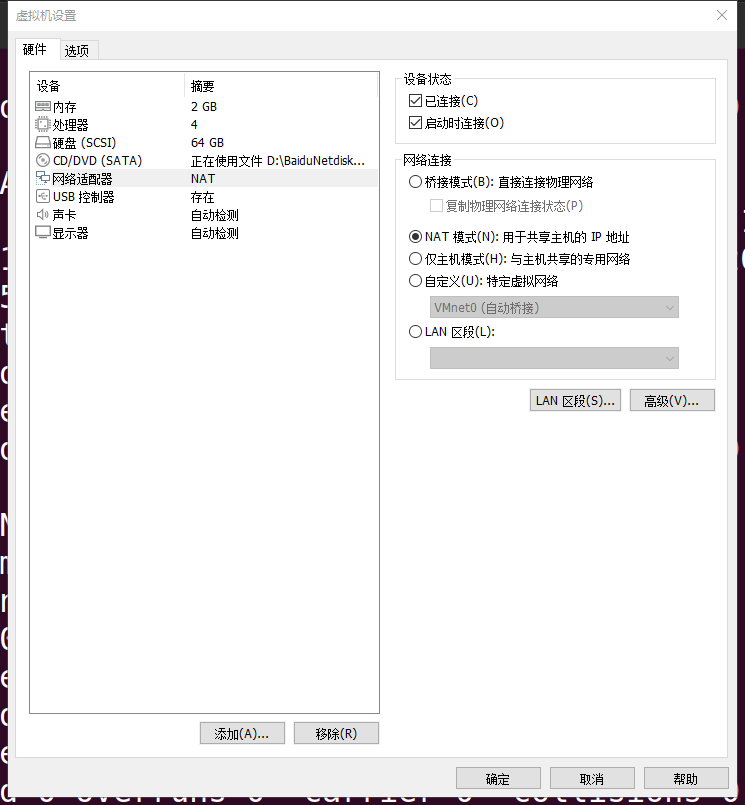 虚拟机设置
硬件 选项
设备 摘要
内存 2 GB
处理器 4
硬盘 (SCSI) 64 GB
CD/DVD (SATA) 正在使用文件 D:\BaiduNetdisk...
网络适配器 NAT
USB 控制器 存在
声卡 自动检测
显示器 自动检测
添加(A)... 移除(R)
设备状态
已连接(C)
启动时连接(O)
网络连接
桥接模式(B): 直接连接物理网络
复制物理网络连接状态(P)
NAT 模式(N): 用于共享主机的 IP 地址
仅主机模式(H): 与主机共享的专用网络
自定义(U): 特定虚拟网络
VMnet0 (自动桥接)
LAN 区段(L):
LAN 区段(S)... 高级(V)...
确定 取消 帮助